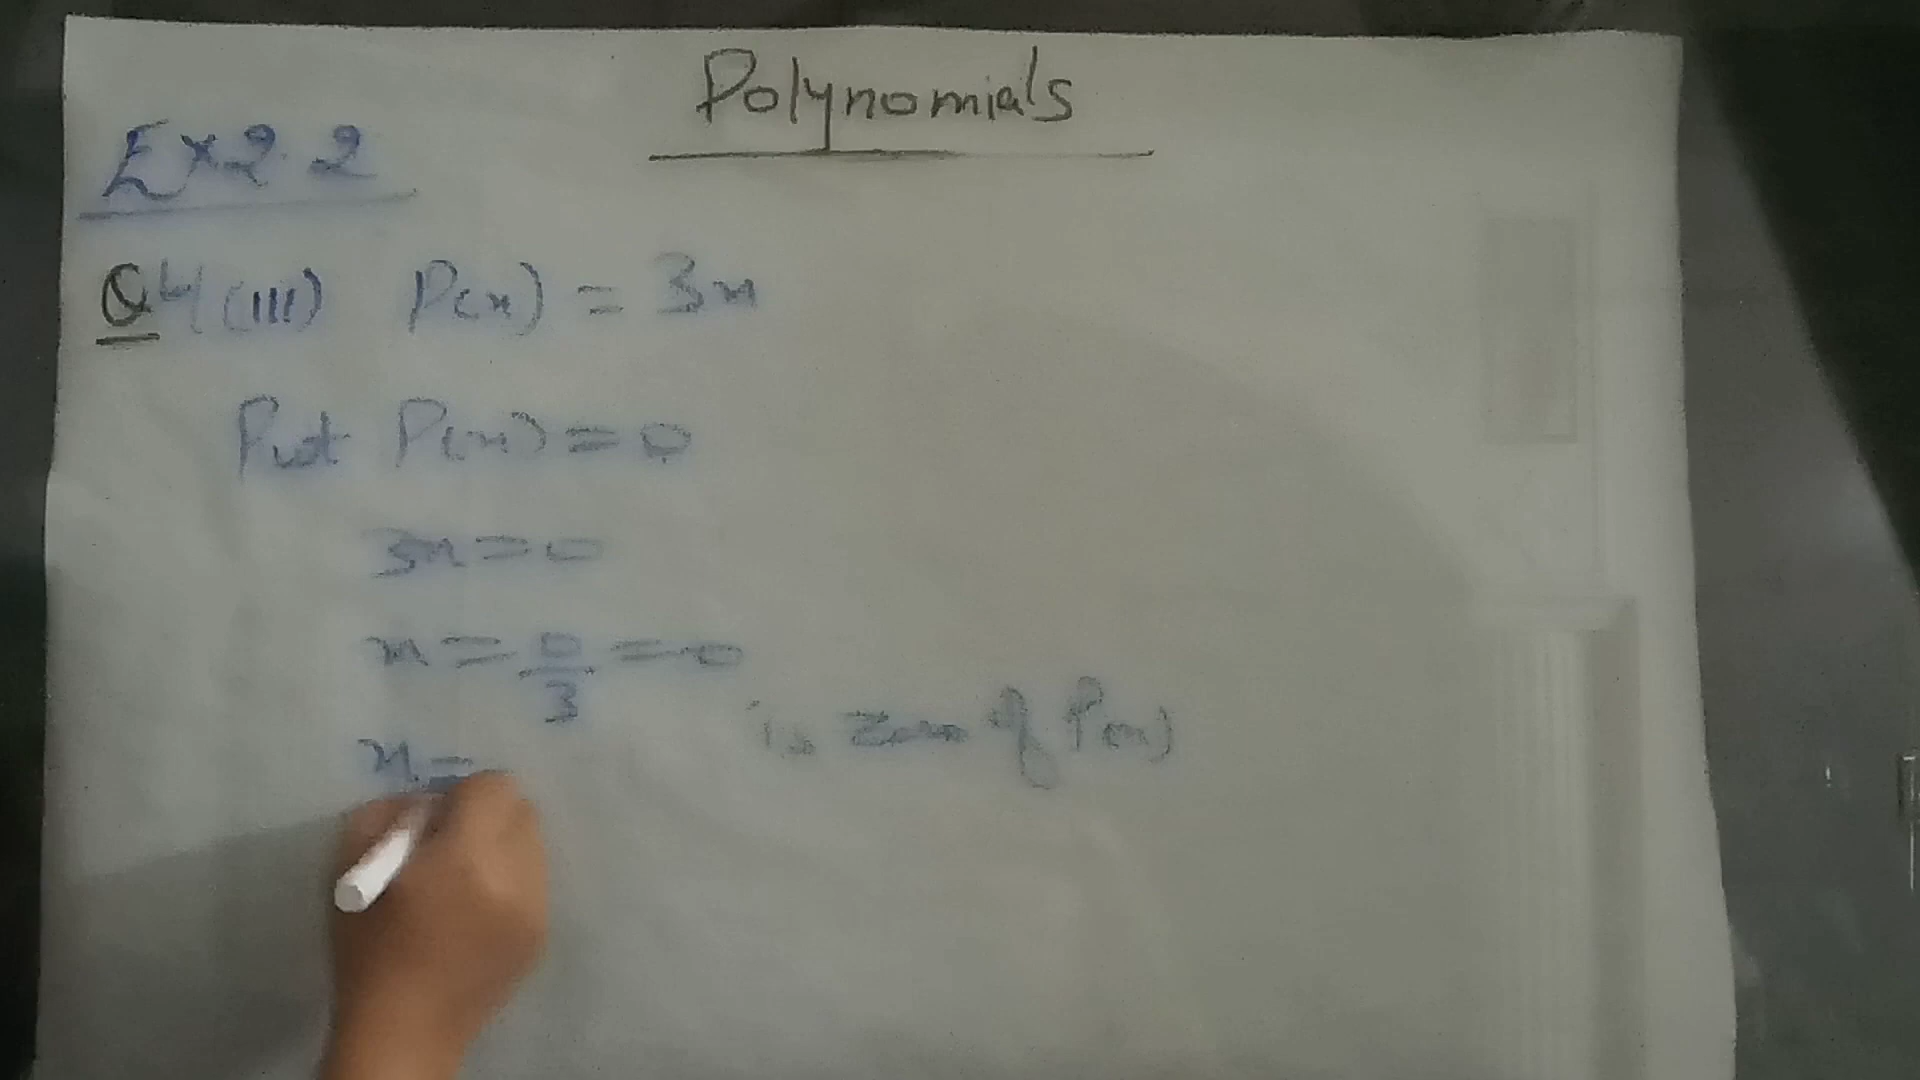 Polynomials
Ex 2.2
Q4 (iii) P(x) = 3x
Put P(x) = 0
3x = 0
x = 0/3 = 0
x = is zero of P(x)